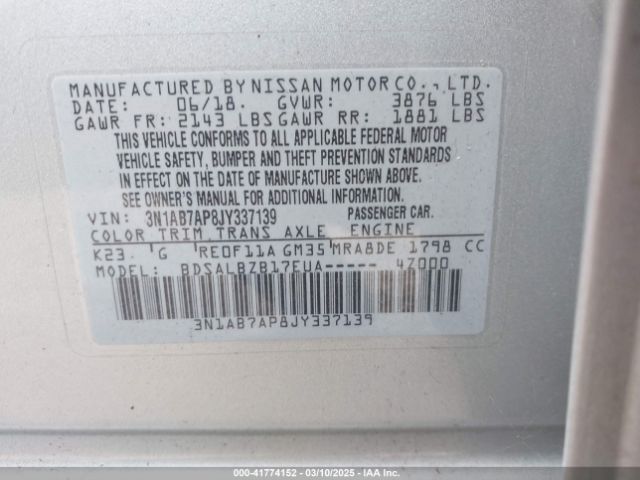 MANUFACTURED BY NISSAN MOTOR CO., LTD.
DATE: 06/18. GVWR: 3876 LBS
GAWR FR: 2143 LBS GAWR RR: 1881 LBS
THIS VEHICLE CONFORMS TO ALL APPLICABLE FEDERAL MOTOR
VEHICLE SAFETY, BUMPER AND THEFT PREVENTION STANDARDS
IN EFFECT ON THE DATE OF MANUFACTURE SHOWN ABOVE.
SEE OWNER'S MANUAL FOR ADDITIONAL INFORMATION
VIN: 3N1AB7AP8JY337139 PASSENGER CAR.
COLOR TRIM TRANS AXLE ENGINE
K23 G RE0F11A GM35 MRA8DE 1798 CC
MODEL: BDSALBZB17EUA----- 4Z000
3N1AB7AP8JY337139
000-41774152 — 03/10/2025 — IAA Inc.